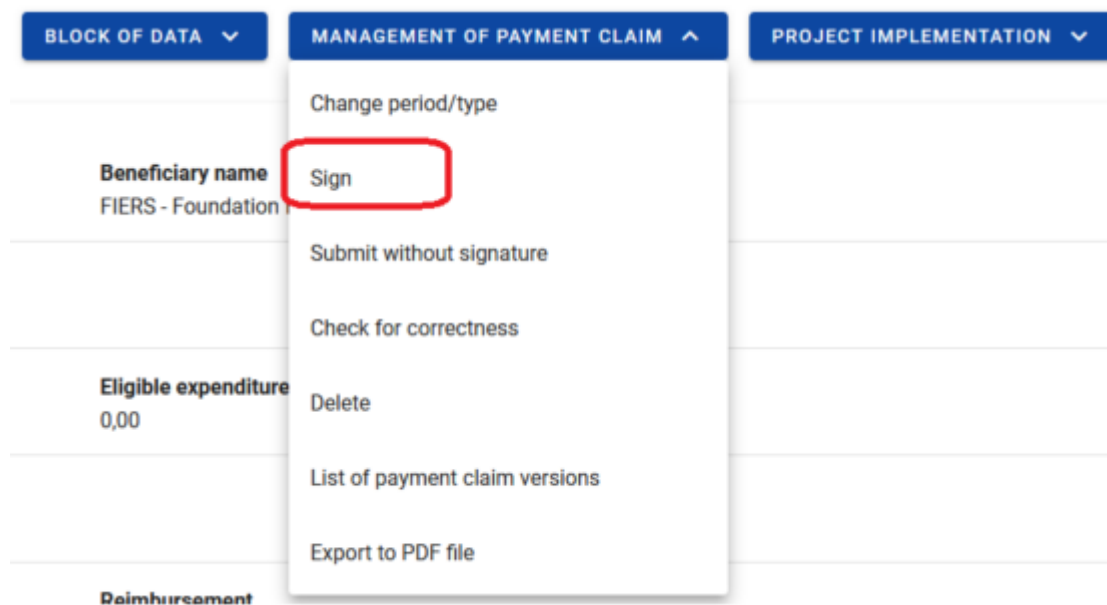 BLOCK OF DATA
MANAGEMENT OF PAYMENT CLAIM
PROJECT IMPLEMENTATION
Change period/type
Beneficiary name
FIERS - Foundation
Sign
Submit without signature
Check for correctness
Eligible expenditure
0,00
Delete
List of payment claim versions
Export to PDF file
Reimbursement